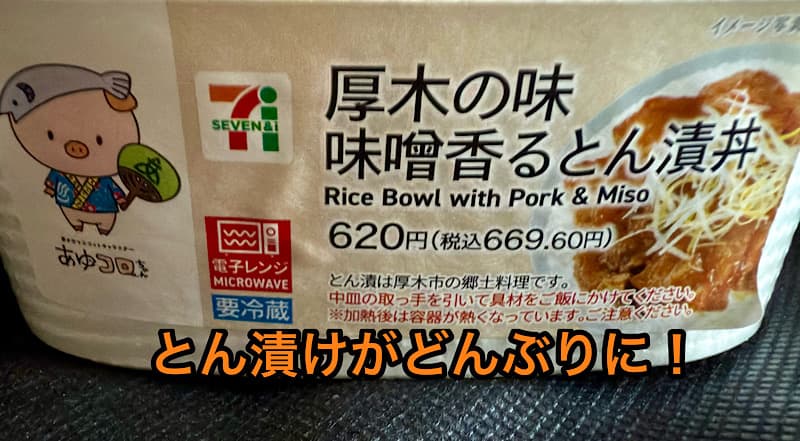 イメージ写真
厚木の味
味噌香るとん漬丼
Rice Bowl with Pork & Miso
620円(税込669.60円)
SEVEN&i
電子レンジ
MICROWAVE
要冷蔵
あゆコロちゃん
とん漬は厚木市の郷土料理です。
中皿の取っ手を引いて具材をご飯にかけてください。
※加熱後は容器が熱くなっています。ご注意ください。
とん漬けがどんぶりに！